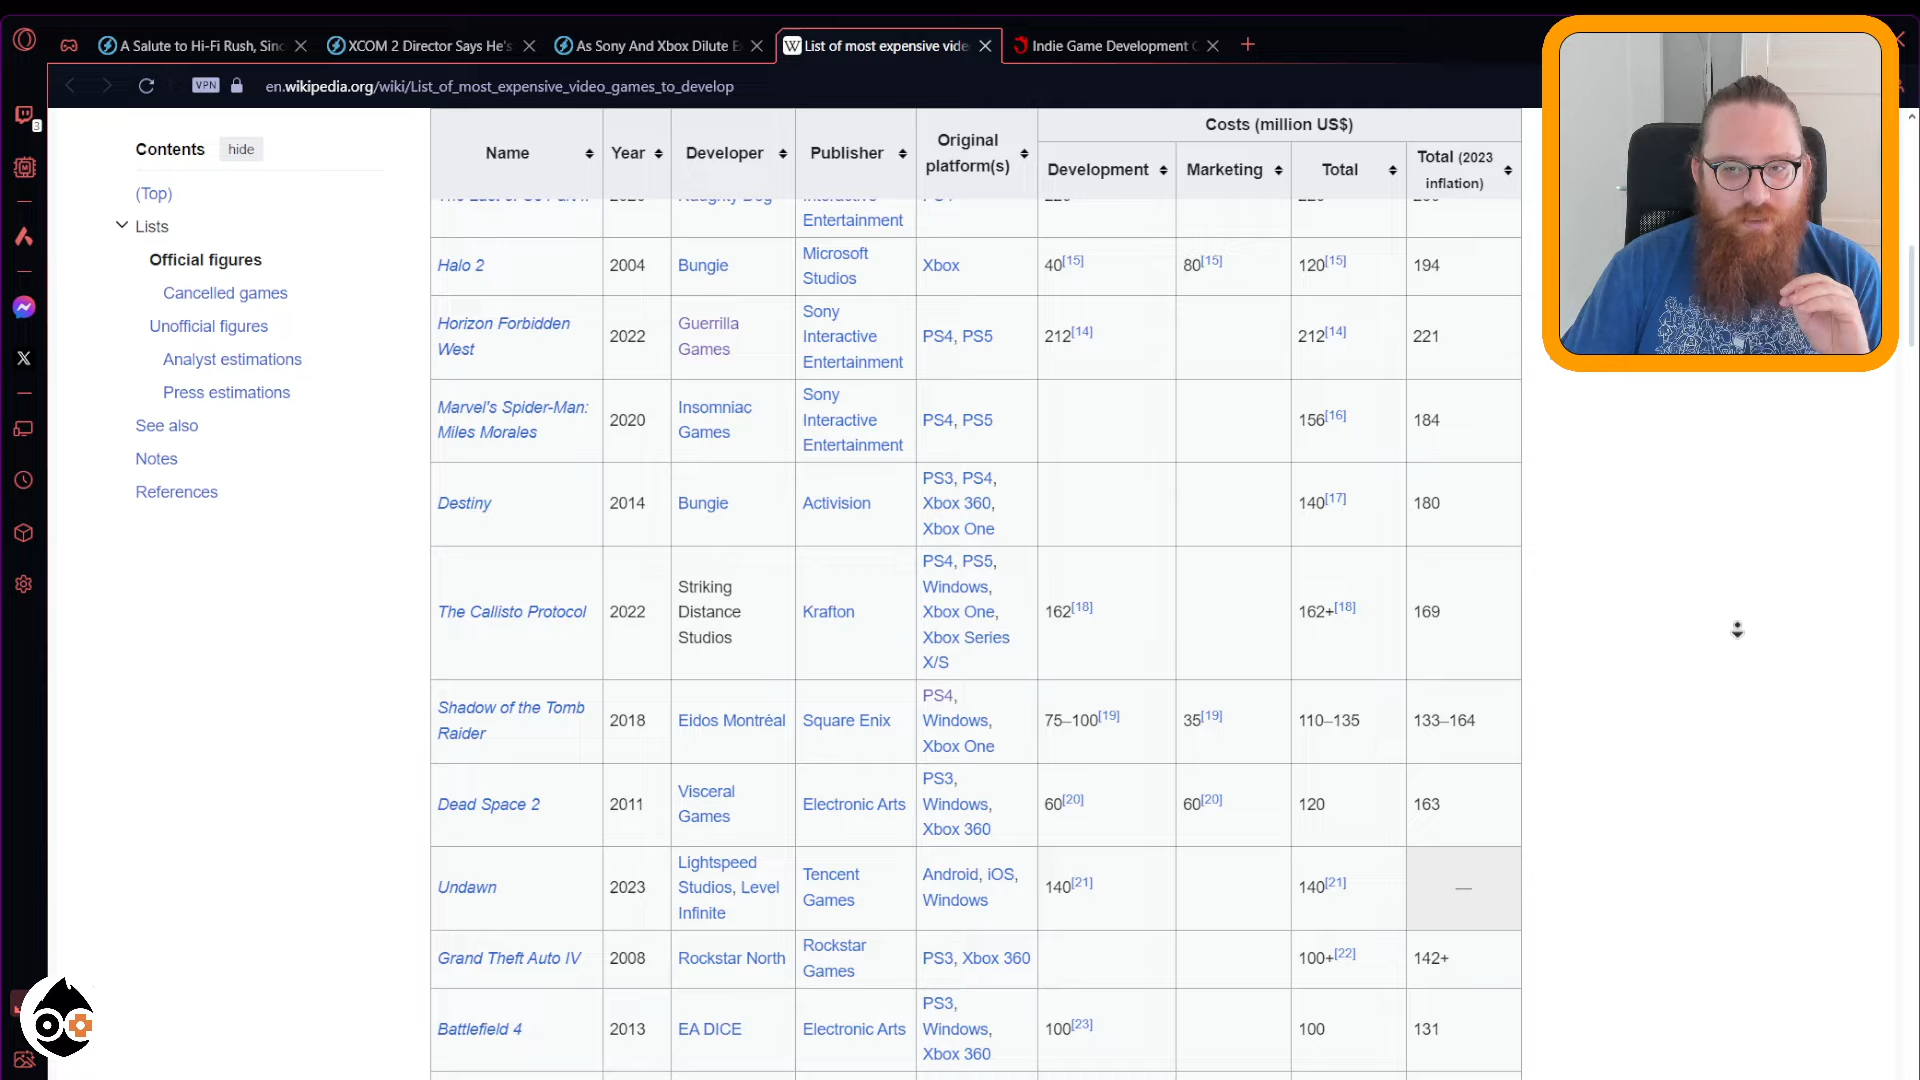 A Salute to Hi-Fi Rush, Sinc
XCOM 2 Director Says He's
As Sony And Xbox Dilute E
W List of most expensive vide
Indie Game Development C
VPN
en.wikipedia.org/wiki/List_of_most_expensive_video_games_to_develop
3
Contents hide
(Top)
Lists
Official figures
Cancelled games
Unofficial figures
Analyst estimations
Press estimations
See also
Notes
References
Costs (million US$)
Name Year Developer Publisher Original platform(s) Development Marketing Total Total (2023 inflation)
Entertainment
Halo 2 2004 Bungie Microsoft Studios Xbox 40[15] 80[15] 120[15] 194
Horizon Forbidden West 2022 Guerrilla Games Sony Interactive Entertainment PS4, PS5 212[14] 212[14] 221
Marvel's Spider-Man: Miles Morales 2020 Insomniac Games Sony Interactive Entertainment PS4, PS5 156[16] 184
Destiny 2014 Bungie Activision PS3, PS4, Xbox 360, Xbox One 140[17] 180
The Callisto Protocol 2022 Striking Distance Studios Krafton PS4, PS5, Windows, Xbox One, Xbox Series X/S 162[18] 162+[18] 169
Shadow of the Tomb Raider 2018 Eidos Montréal Square Enix PS4, Windows, Xbox One 75–100[19] 35[19] 110–135 133–164
Dead Space 2 2011 Visceral Games Electronic Arts PS3, Windows, Xbox 360 60[20] 60[20] 120 163
Undawn 2023 Lightspeed Studios, Level Infinite Tencent Games Android, iOS, Windows 140[21] 140[21] —
Grand Theft Auto IV 2008 Rockstar North Rockstar Games PS3, Xbox 360 100+[22] 142+
Battlefield 4 2013 EA DICE Electronic Arts PS3, Windows, Xbox 360 100[23] 100 131